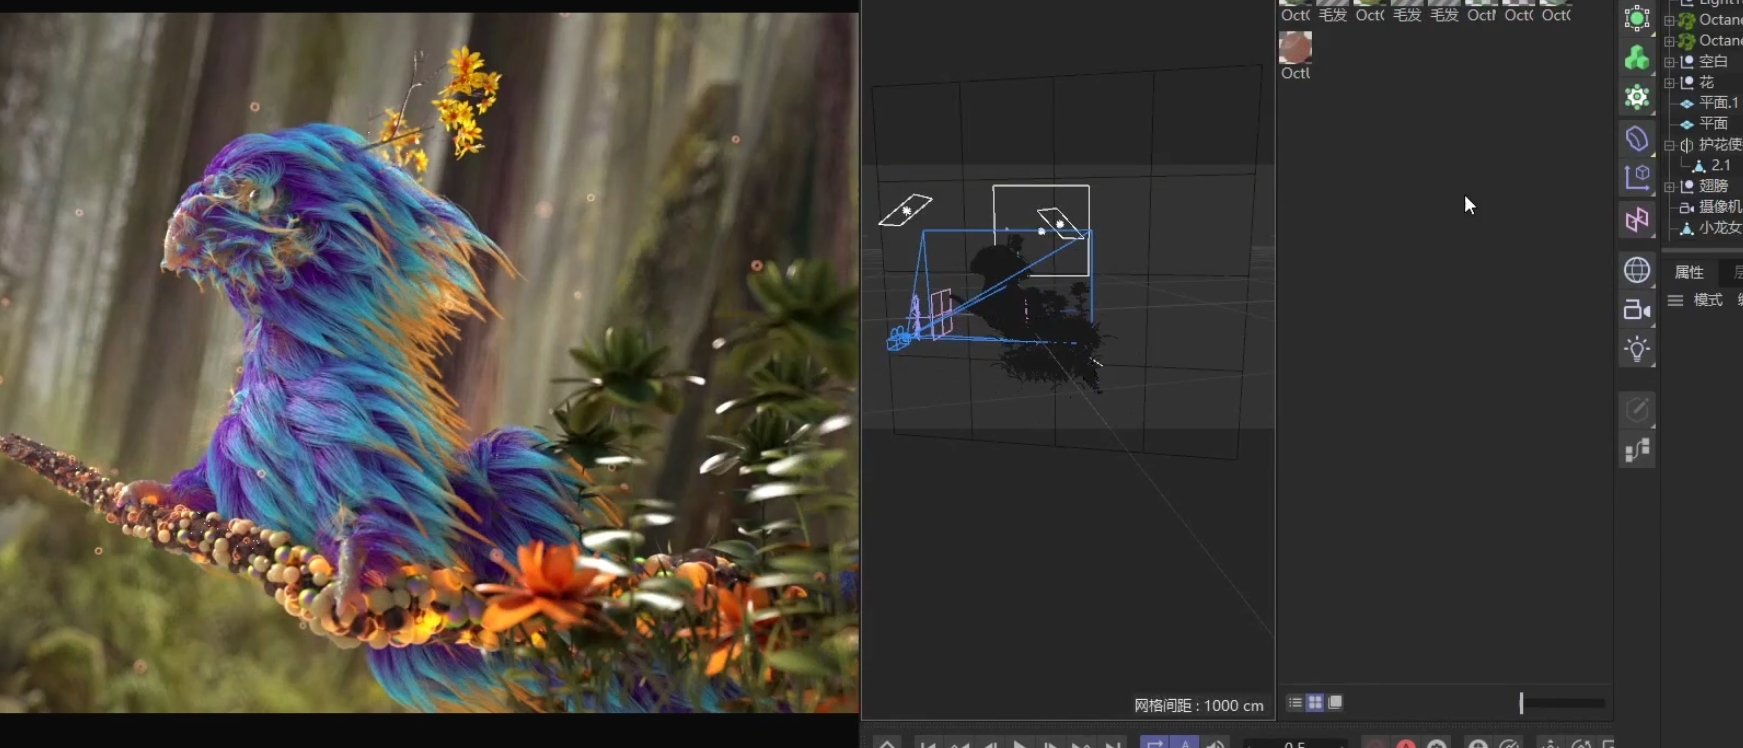 Oct( 毛发 Oct( 毛发 毛发 Octl Oct( Oct(
Octl
Octane
Octane
空白
花
平面.1
平面
护花使
2.1
翅膀
摄像机
小龙女
属性
模式
网格间距 : 1000 cm